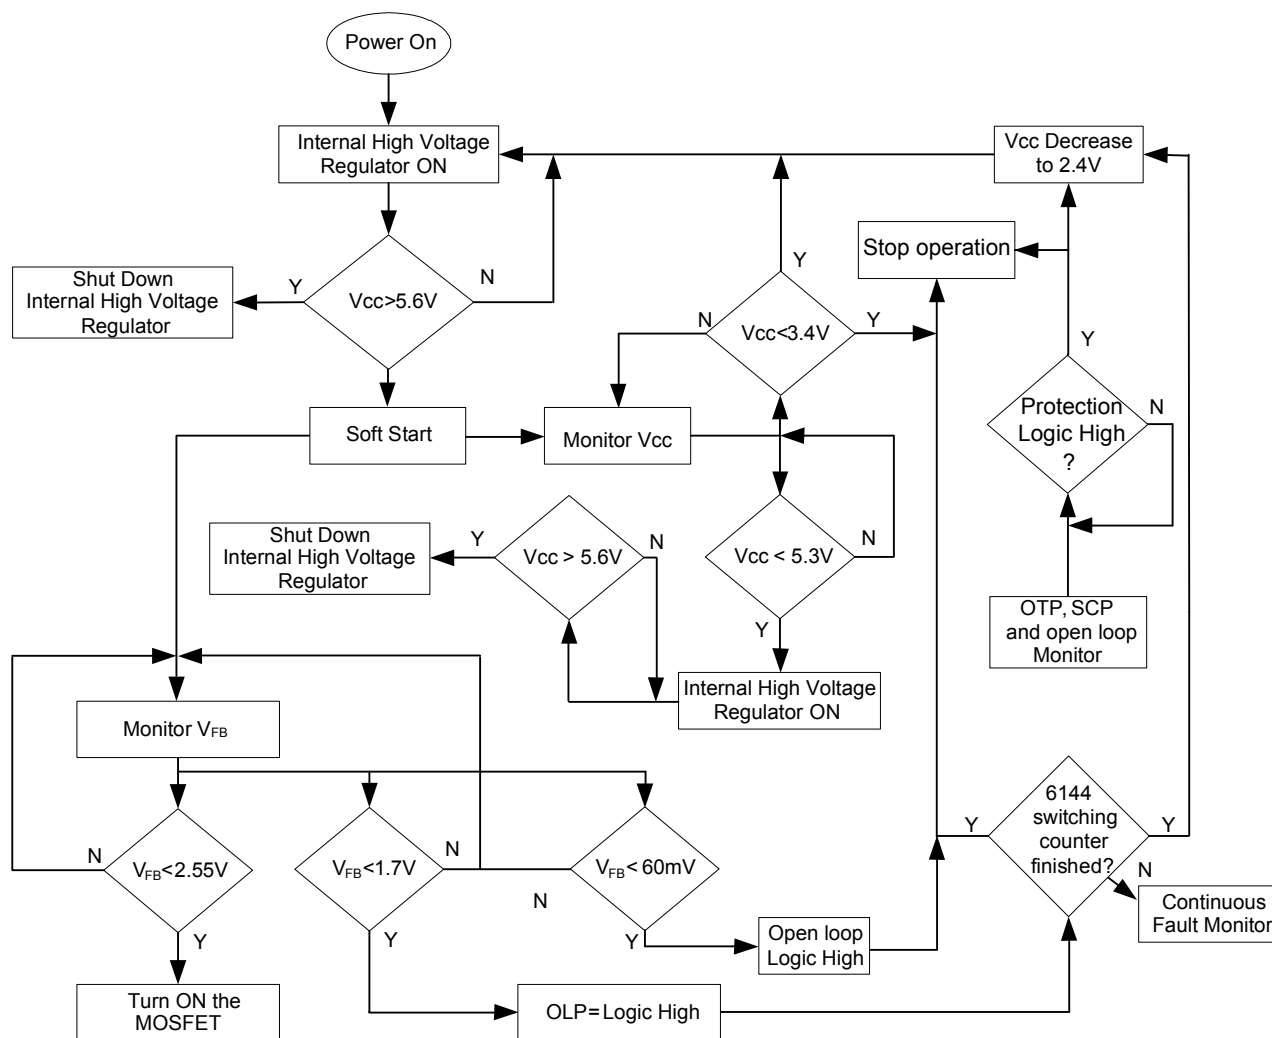 Power On
Internal High Voltage
Regulator ON
Vcc Decrease
to 2.4V
Stop operation
Shut Down
Internal High Voltage
Regulator
Y
Vcc>5.6V
N
Y
N
Vcc<3.4V
Y
Y
Protection
Logic High
?
N
Soft Start
Monitor Vcc
Shut Down
Internal High Voltage
Regulator
Y
Vcc > 5.6V
N
Vcc < 5.3V
N
Y
OTP, SCP
and open loop
Monitor
Internal High Voltage
Regulator ON
Monitor VFB
N
VFB<2.55V
Y
VFB<1.7V
N
Y
N
VFB< 60mV
Y
Open loop
Logic High
Y
6144
switching
counter
finished?
Y
N
Continuous
Fault Monitor
Turn ON the
MOSFET
OLP=Logic High